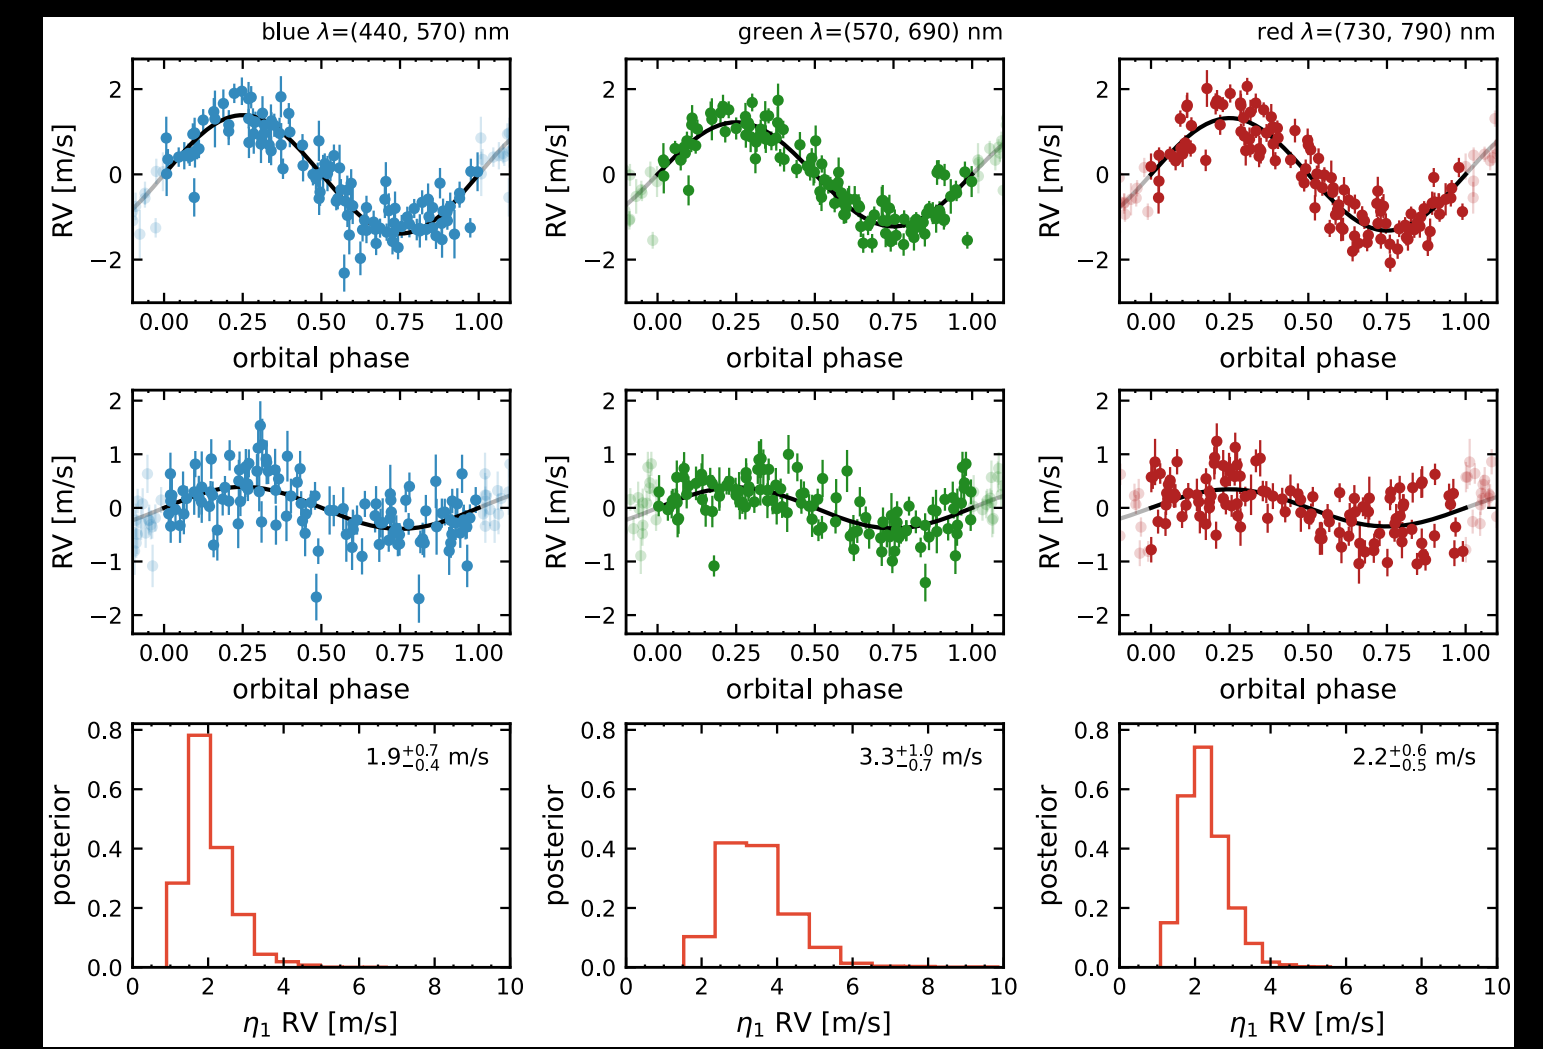 blue λ=(440, 570) nm
green λ=(570, 690) nm
red λ=(730, 790) nm
RV [m/s]
2
0
−2
0.00 0.25 0.50 0.75 1.00
orbital phase
RV [m/s]
2
0
−2
0.00 0.25 0.50 0.75 1.00
orbital phase
RV [m/s]
2
0
−2
0.00 0.25 0.50 0.75 1.00
orbital phase
RV [m/s]
2
1
0
−1
−2
0.00 0.25 0.50 0.75 1.00
orbital phase
RV [m/s]
2
1
0
−1
−2
0.00 0.25 0.50 0.75 1.00
orbital phase
RV [m/s]
2
1
0
−1
−2
0.00 0.25 0.50 0.75 1.00
orbital phase
posterior
0.8
0.6
0.4
0.2
0.0
1.9+0.7−0.4 m/s
0 2 4 6 8 10
η1 RV [m/s]
posterior
0.8
0.6
0.4
0.2
0.0
3.3+1.0−0.7 m/s
0 2 4 6 8 10
η1 RV [m/s]
posterior
0.8
0.6
0.4
0.2
0.0
2.2+0.6−0.5 m/s
0 2 4 6 8 10
η1 RV [m/s]